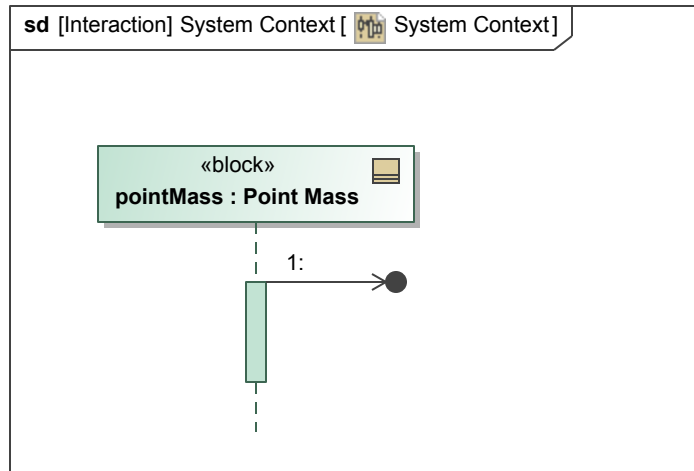 sd [Interaction] System Context [ System Context]
«block»
pointMass : Point Mass
1: